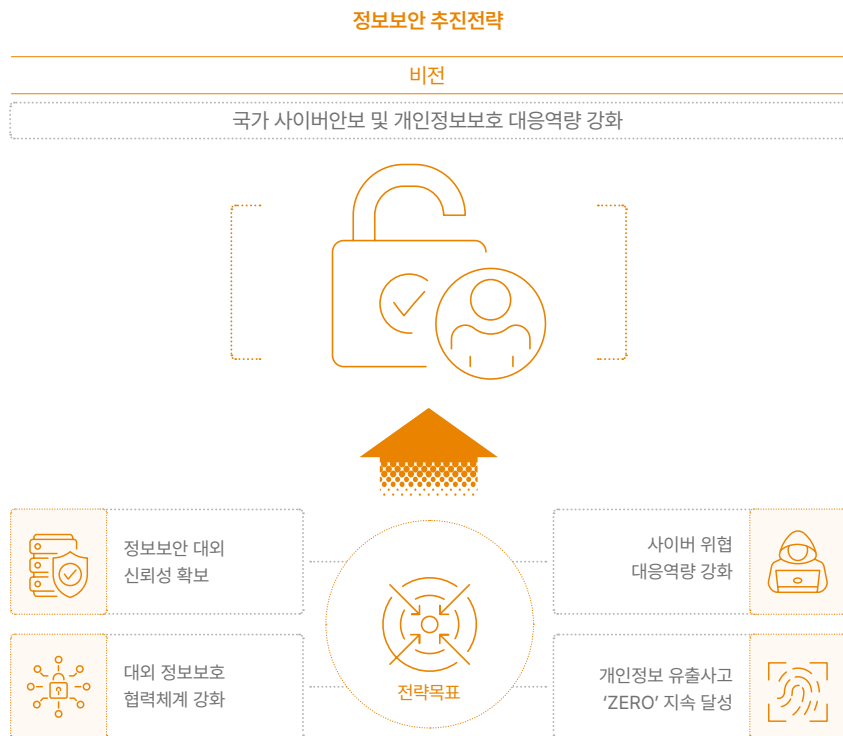 정보보안 추진전략
비전
국가 사이버안보 및 개인정보보호 대응역량 강화
정보보안 대외
신뢰성 확보
사이버 위협
대응역량 강화
대외 정보보호
협력체계 강화
전략목표
개인정보 유출사고
‘ZERO’ 지속 달성